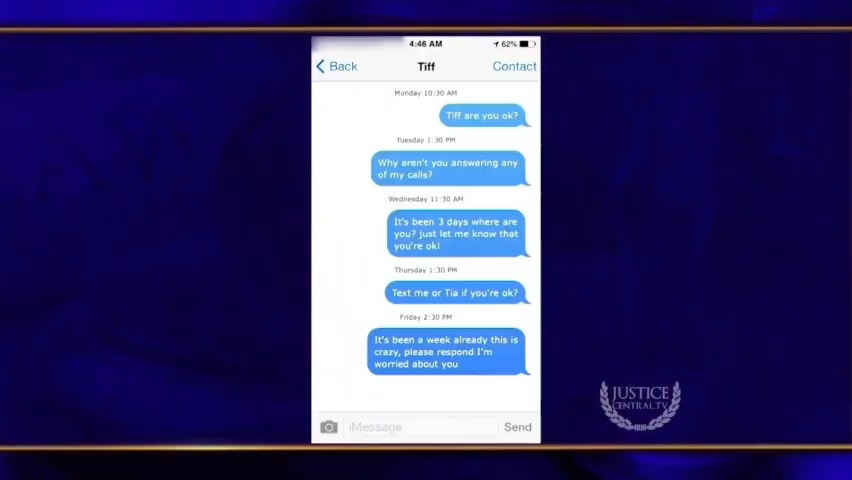 4:46 AM
62%
Back
Tiff
Contact
Monday 10:30 AM
Tiff are you ok?
Tuesday 1:30 PM
Why aren't you answering any
of my calls?
Wednesday 11:30 AM
It's been 3 days where are
you? just let me know that
you're ok!
Thursday 1:30 PM
Text me or Tia if you're ok?
Friday 2:30 PM
It's been a week already this is
crazy, please respond I'm
worried about you
iMessage
Send
JUSTICE
CENTRAL.TV